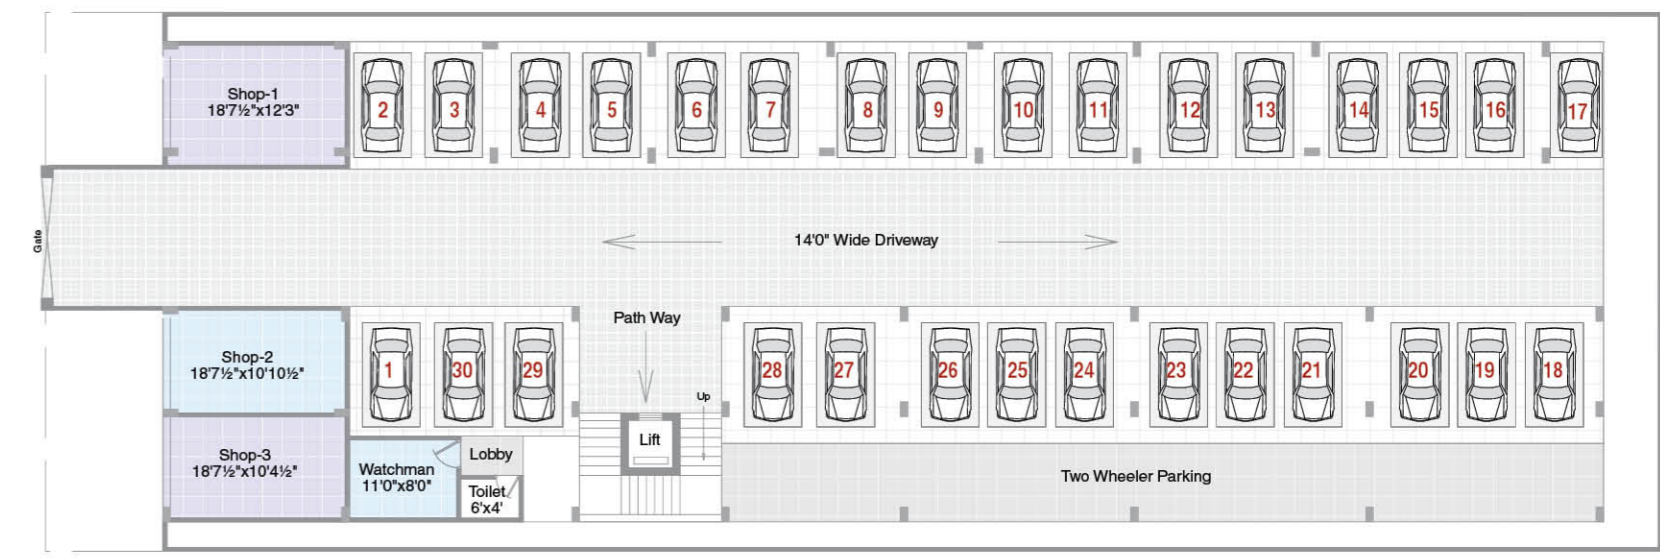 Shop-1
18'7½"x12'3"
2 3 4 5 6 7 8 9 10 11 12 13 14 15 16 17
Gate
14'0" Wide Driveway
Path Way
Shop-2
18'7½"x10'10½"
1 30 29 28 27 26 25 24 23 22 21 20 19 18
Up
Lift
Shop-3
18'7½"x10'4½"
Watchman
11'0"x8'0"
Lobby
Toilet
6'x4'
Two Wheeler Parking